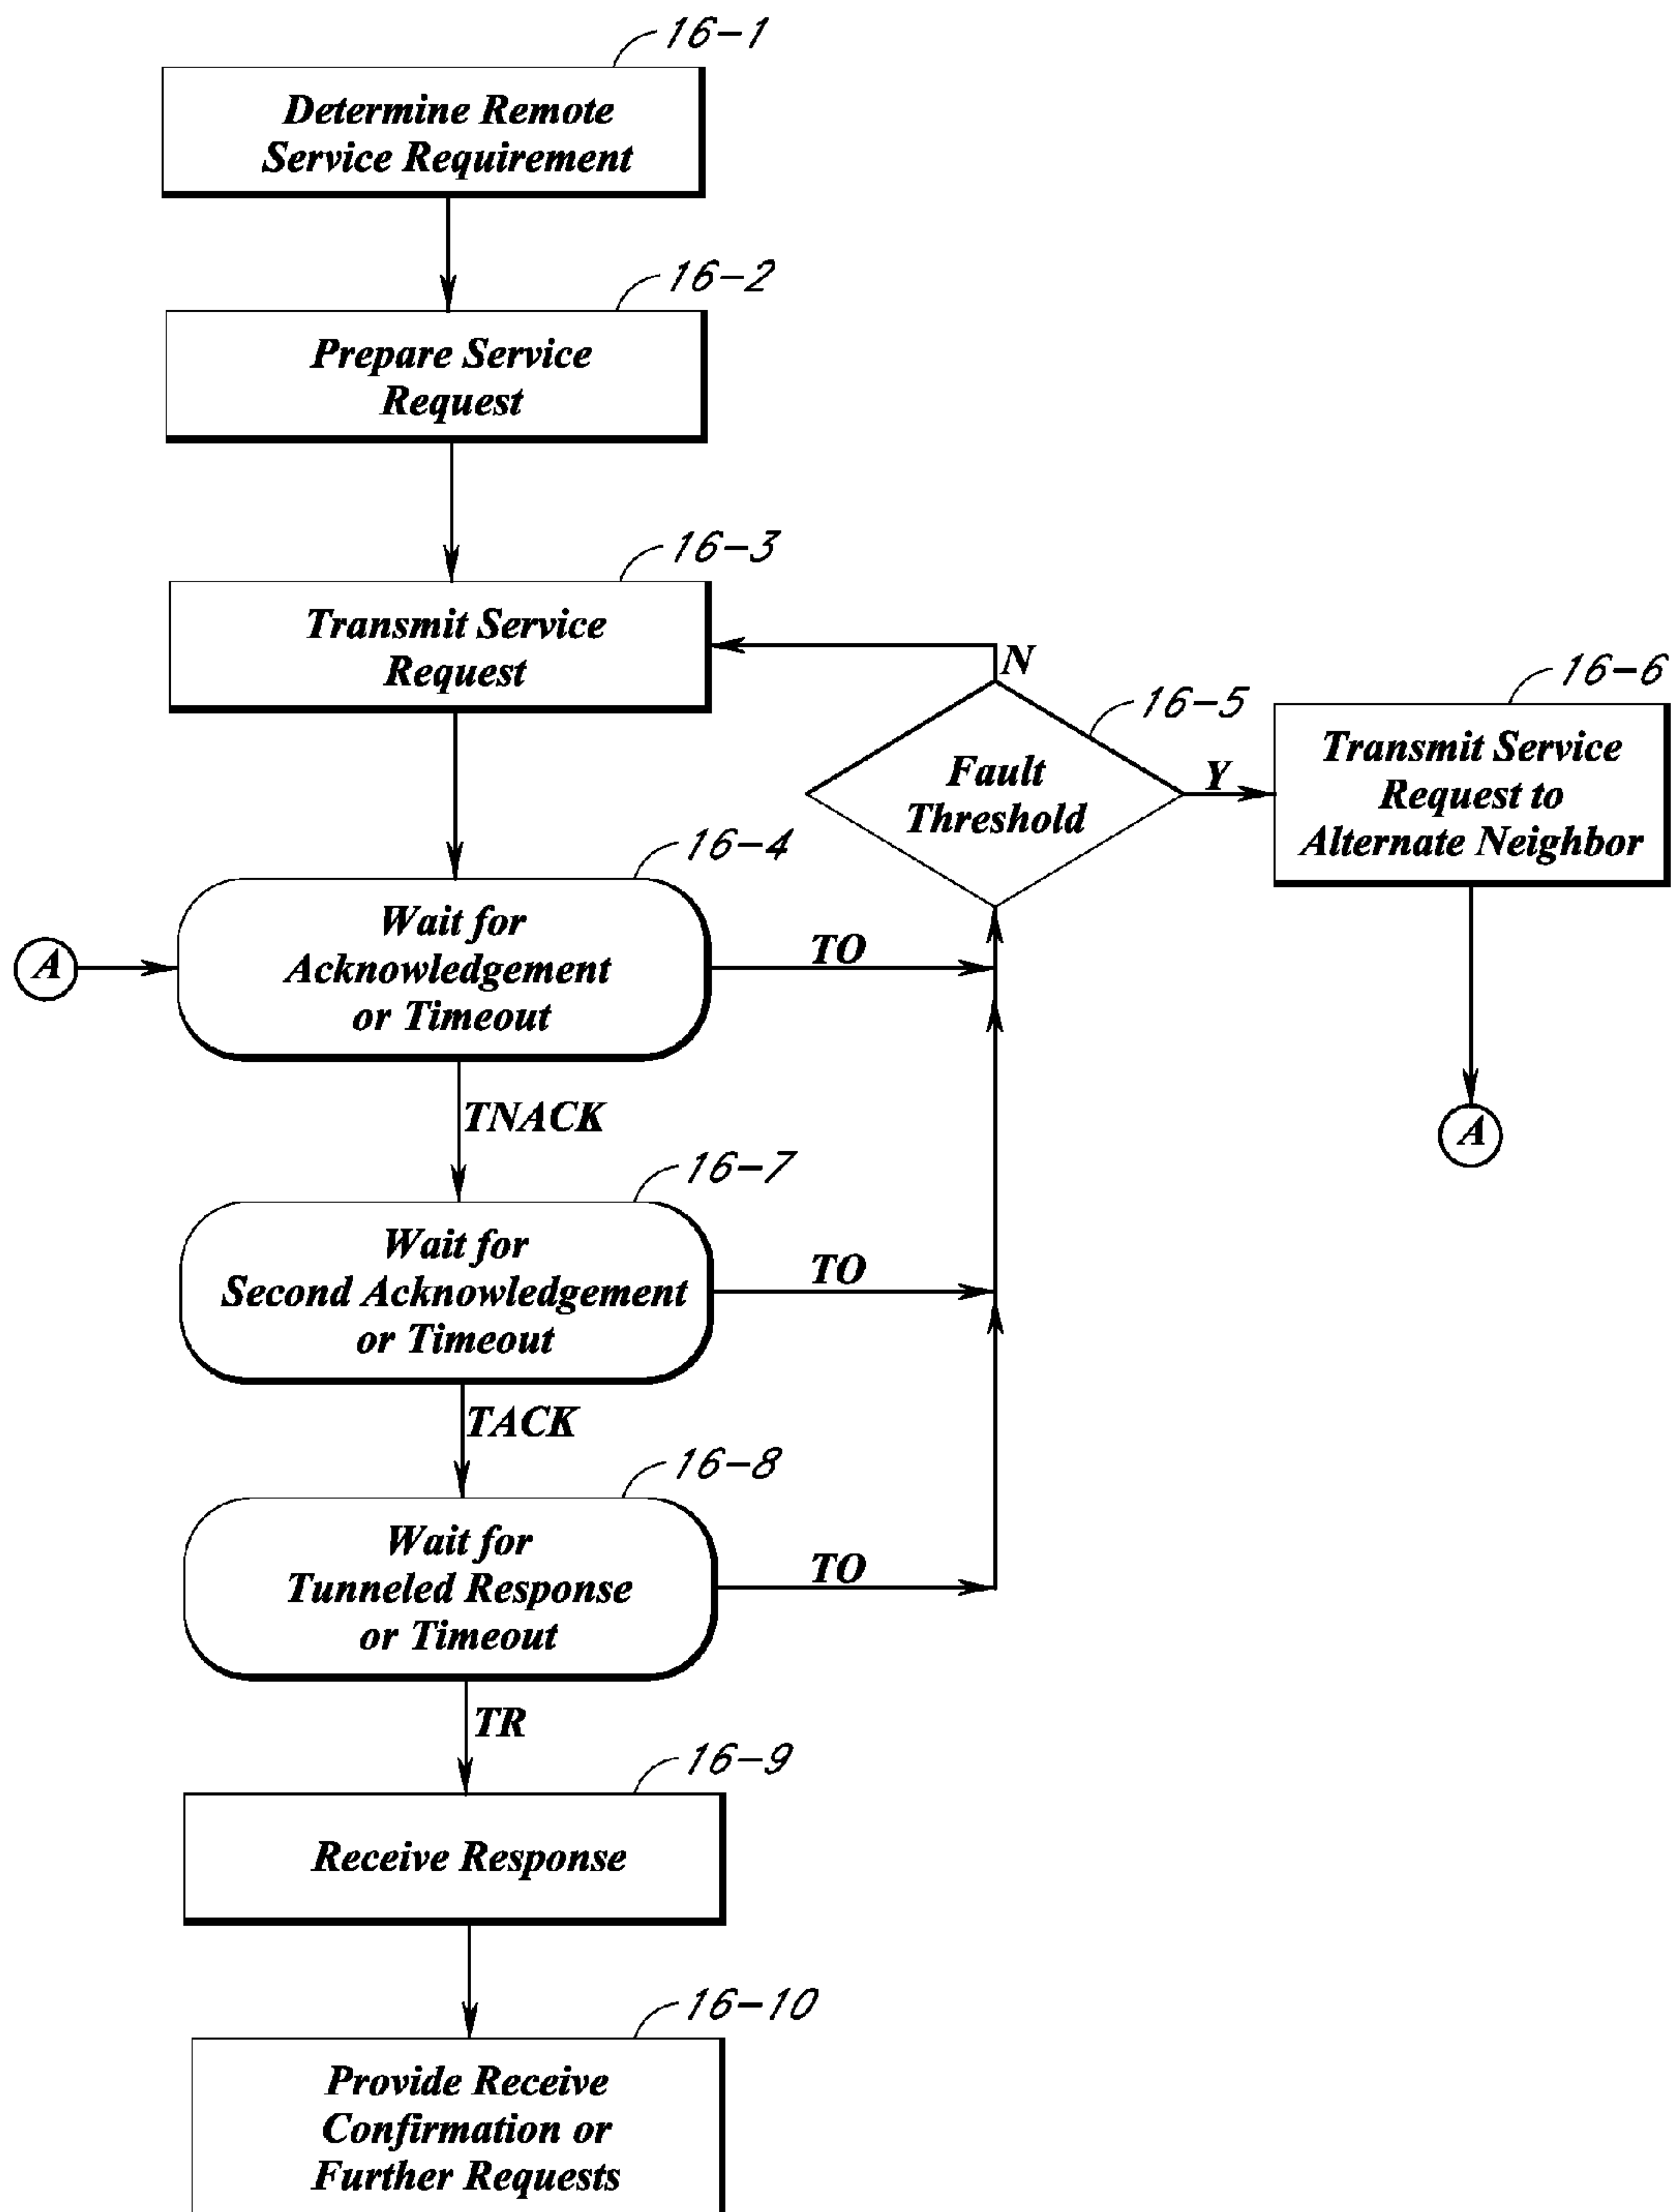 16-1
Determine Remote
Service Requirement
16-2
Prepare Service
Request
16-3
Transmit Service
Request
N
16-5
Fault
Threshold
Y
16-6
Transmit Service
Request to
Alternate Neighbor
A
16-4
A
Wait for
Acknowledgement
or Timeout
TO
TNACK
16-7
Wait for
Second Acknowledgement
or Timeout
TO
TACK
16-8
Wait for
Tunneled Response
or Timeout
TO
TR
16-9
Receive Response
16-10
Provide Receive
Confirmation or
Further Requests